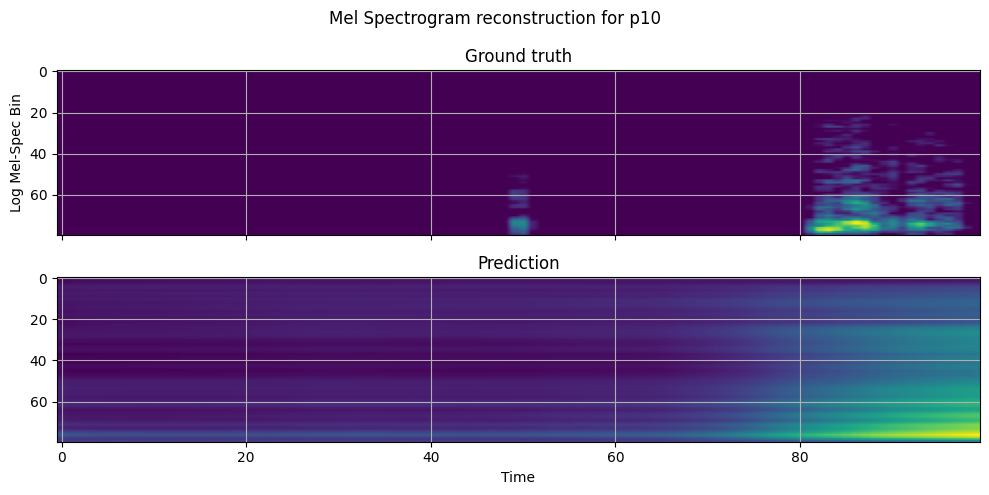 Mel Spectrogram reconstruction for p10
Ground truth
0
20
40
60
Log Mel-Spec Bin
Prediction
0
20
40
60
0 20 40 60 80
Time